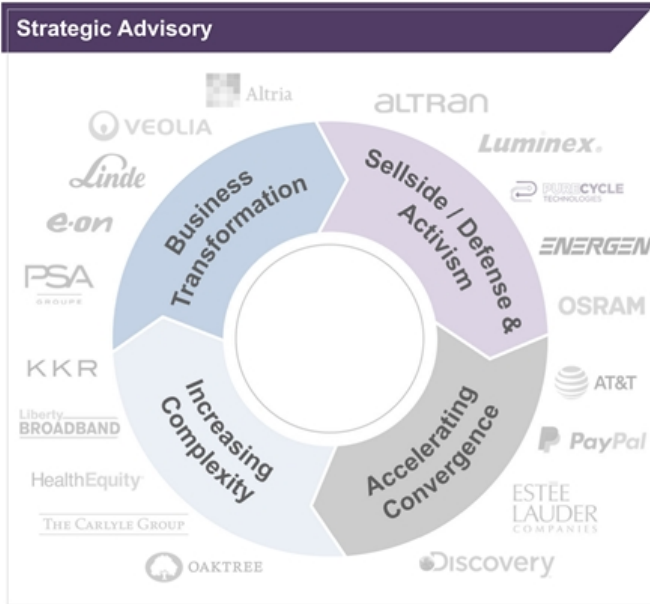 Strategic Advisory
Altria
ALTRAN
VEOLIA
Luminex.
Linde
PURECYCLE
TECHNOLOGIES
e·on
ENERGEN
PSA
GROUPE
OSRAM
Business
Transformation
Sellside / Defense &
Activism
KKR
AT&T
Liberty
BROADBAND
PayPal
Increasing
Complexity
Accelerating
Convergence
HealthEquity
ESTĒE
LAUDER
COMPANIES
THE CARLYLE GROUP
OAKTREE
Discovery